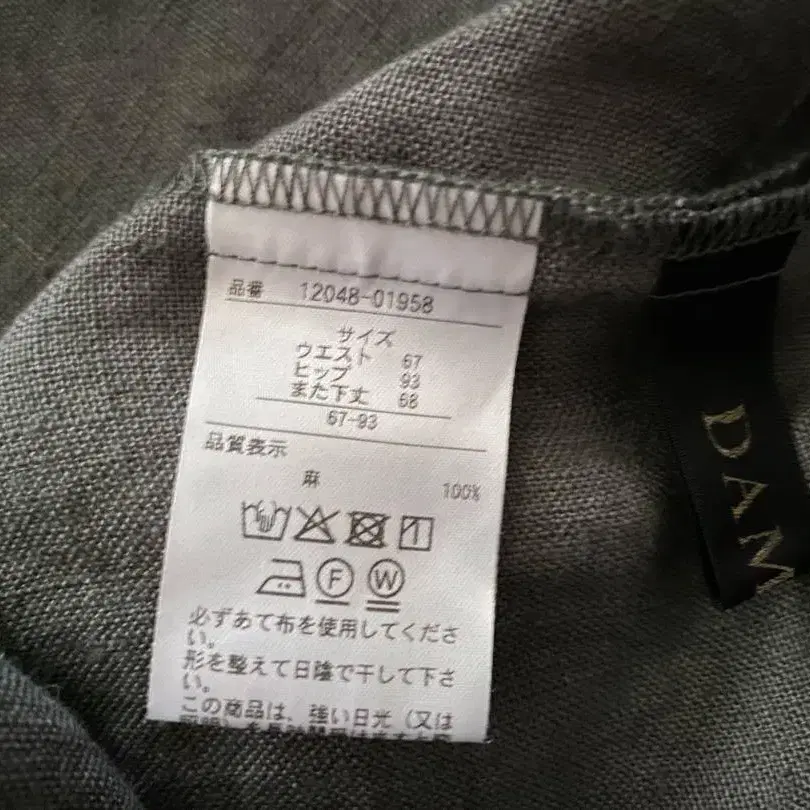 品番 12048-01958
サイズ
ウエスト 67
ヒップ 93
また下丈 68
67-93
品質表示
麻 100%
F W
必ずあて布を使用してくださ
い。
形を整えて日陰で干して下さ
い。
この商品は、強い日光(又は
DAM